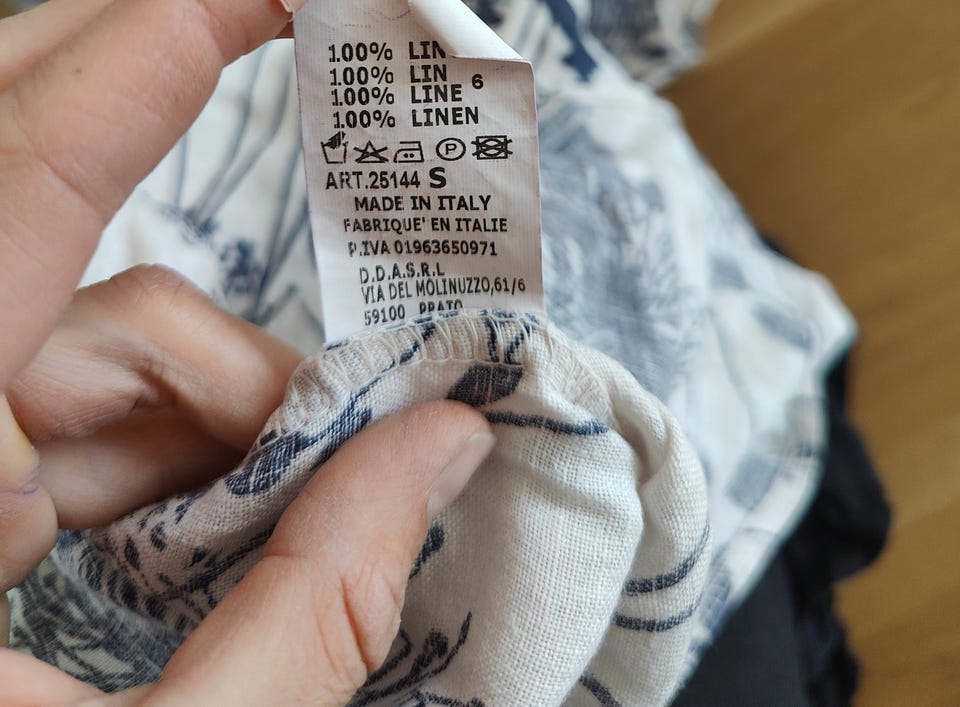 100% LIN
100% LIN 6
100% LINE
100% LINEN
P
ART.25144 S
MADE IN ITALY
FABRIQUE' EN ITALIE
P.IVA 01963650971
D.D.A.S.R.L
VIA DEL MOLINUZZO,61/6
59100 PRATO